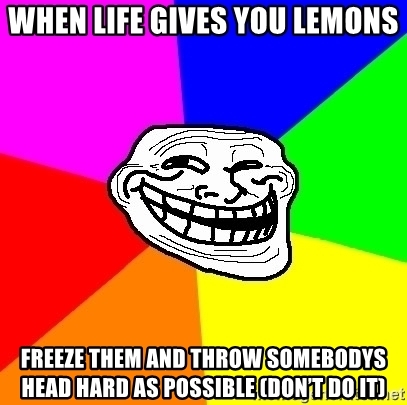 WHEN LIFE GIVES YOU LEMONS
FREEZE THEM AND THROW SOMEBODYS
HEAD HARD AS POSSIBLE (DON'T DO IT)